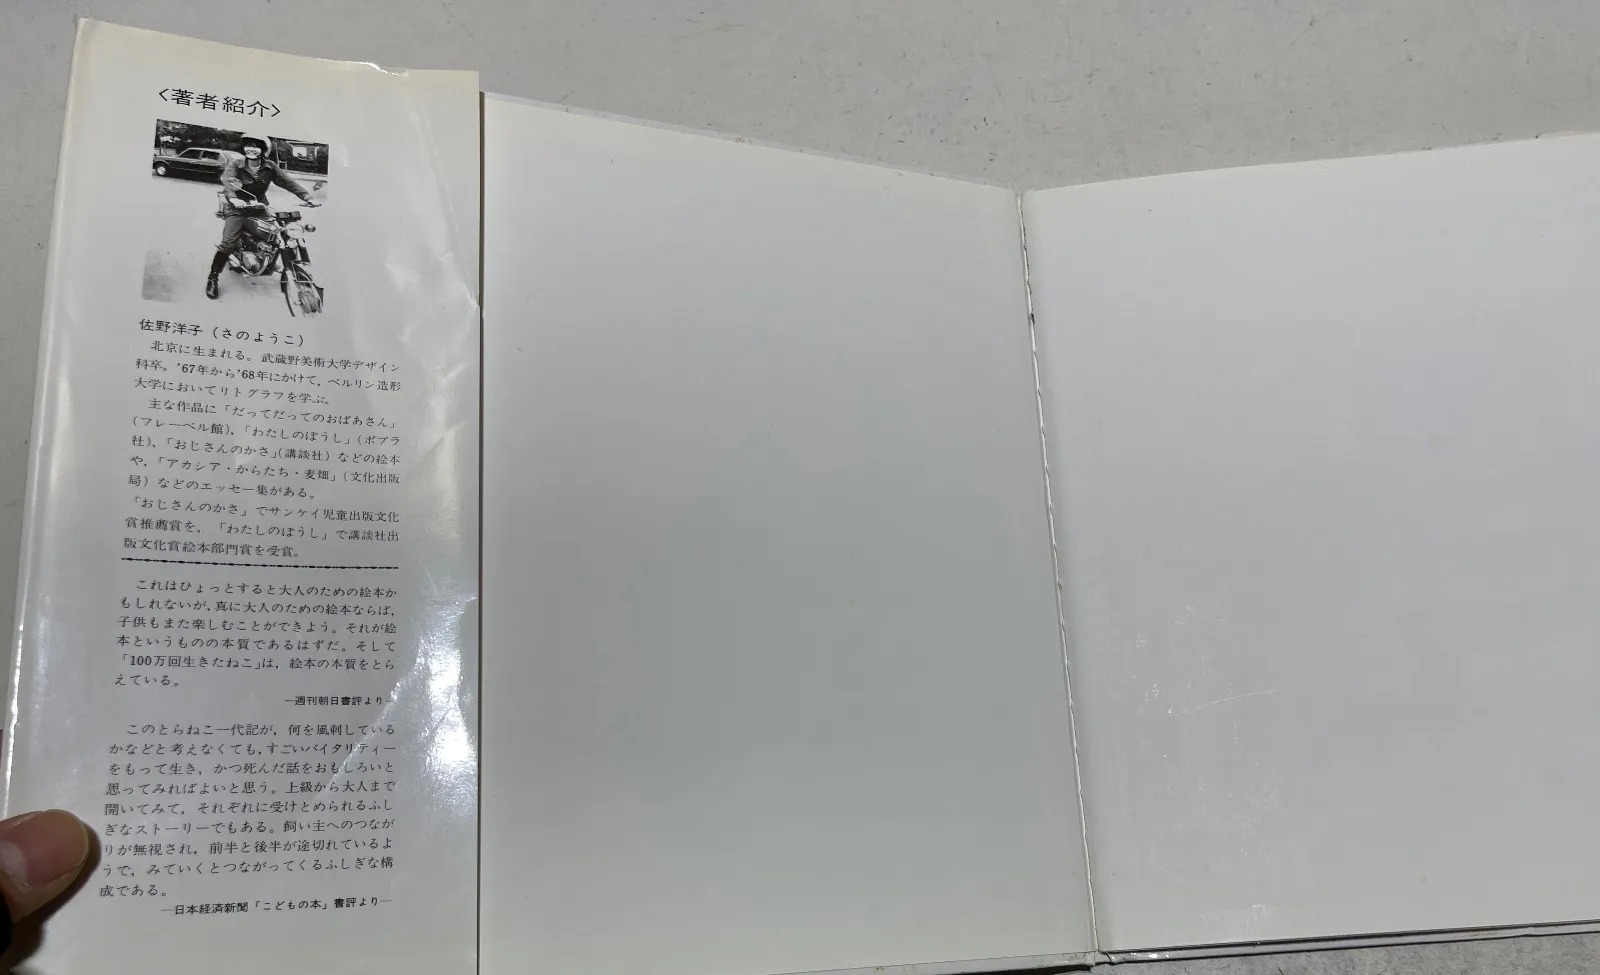 <著者紹介>
佐野洋子（さのようこ）
北京に生まれる。武蔵野美術大学デザイン
科卒。'67年から'68年にかけて，ベルリン造形
大学においてリトグラフを学ぶ。
主な作品に「だってだってのおばあさん」
（フレーベル館），「わたしのぼうし」（ポプラ
社），「おじさんのかさ」（講談社）などの絵本
や，「アカシア・からたち・麦畑」（文化出版
局）などのエッセー集がある。
「おじさんのかさ」でサンケイ児童出版文化
賞推薦賞を，「わたしのぼうし」で講談社出
版文化賞絵本部門賞を受賞。
これはひょっとすると大人のための絵本か
もしれないが，真に大人のための絵本ならば，
子供もまた楽しむことができよう。それが絵
本というものの本質であるはずだ。そして
「100万回生きたねこ」は，絵本の本質をとら
えている。
―週刊朝日書評より―
このとらねこ一代記が，何を風刺している
かなどと考えなくても，すごいバイタリティー
をもって生き，かつ死んだ話をおもしろいと
思ってみればよいと思う。上級から大人まで
開いてみて，それぞれに受けとめられるふし
ぎなストーリーでもある。飼い主へのつなが
りが無視され，前半と後半が途切れているよ
うで，みていくとつながってくるふしぎな構
成である。
―日本経済新聞「こどもの本」書評より―